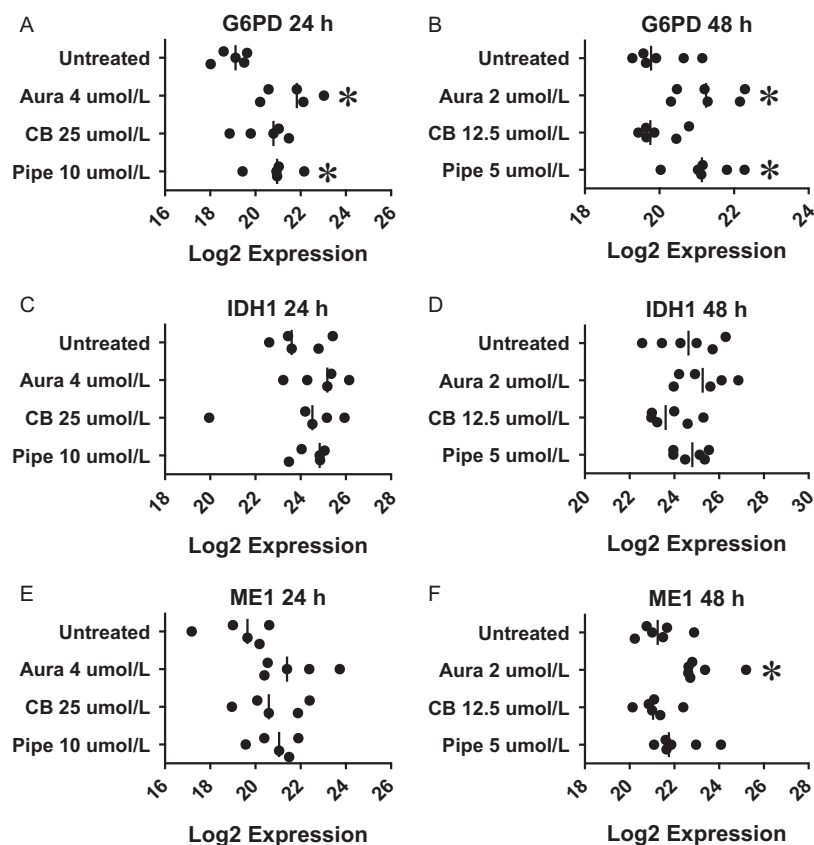 A
G6PD 24 h
Untreated
Aura 4 umol/L
*
CB 25 umol/L
Pipe 10 umol/L
*
16 18 20 22 24 26
Log2 Expression
B
G6PD 48 h
Untreated
Aura 2 umol/L
*
CB 12.5 umol/L
Pipe 5 umol/L
*
18 20 22 24
Log2 Expression
C
IDH1 24 h
Untreated
Aura 4 umol/L
CB 25 umol/L
Pipe 10 umol/L
18 20 22 24 26 28
Log2 Expression
D
IDH1 48 h
Untreated
Aura 2 umol/L
CB 12.5 umol/L
Pipe 5 umol/L
20 22 24 26 28 30
Log2 Expression
E
ME1 24 h
Untreated
Aura 4 umol/L
CB 25 umol/L
Pipe 10 umol/L
16 18 20 22 24 26
Log2 Expression
F
ME1 48 h
Untreated
Aura 2 umol/L
*
CB 12.5 umol/L
Pipe 5 umol/L
18 20 22 24 26 28
Log2 Expression